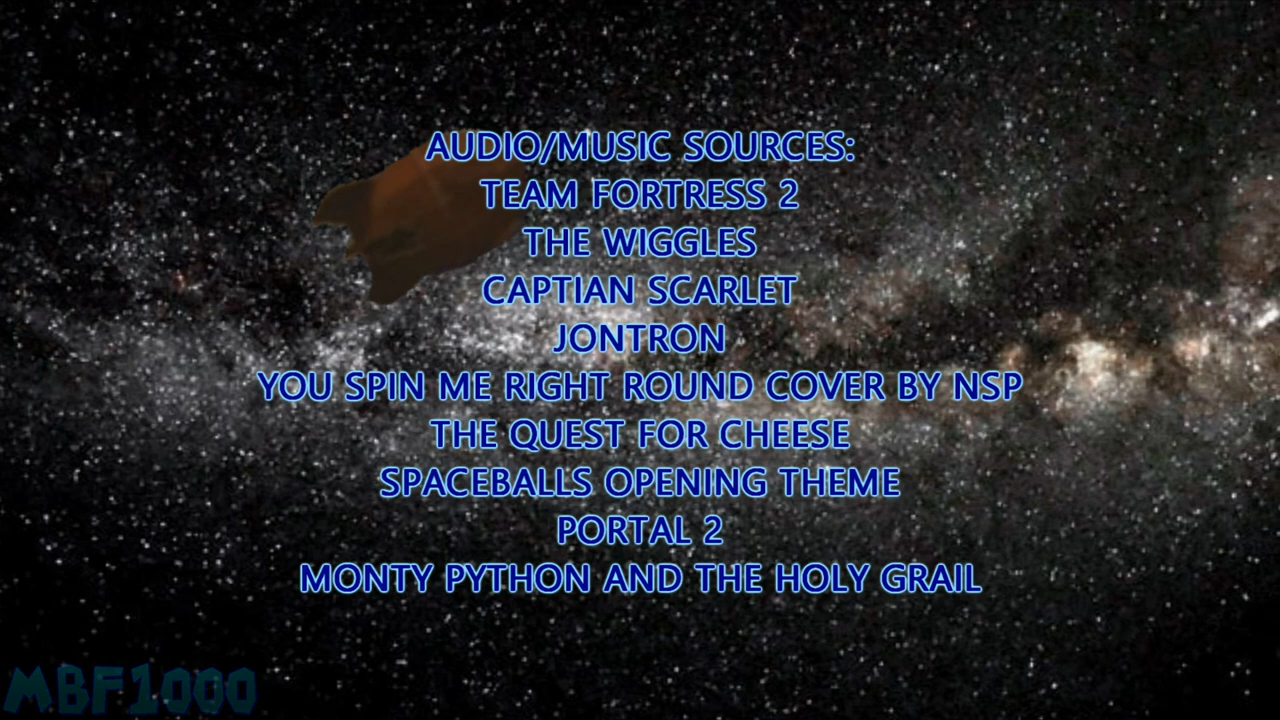 AUDIO/MUSIC SOURCES:
TEAM FORTRESS 2
THE WIGGLES
CAPTIAN SCARLET
JONTRON
YOU SPIN ME RIGHT ROUND COVER BY NSP
THE QUEST FOR CHEESE
SPACEBALLS OPENING THEME
PORTAL 2
MONTY PYTHON AND THE HOLY GRAIL
MBF1000